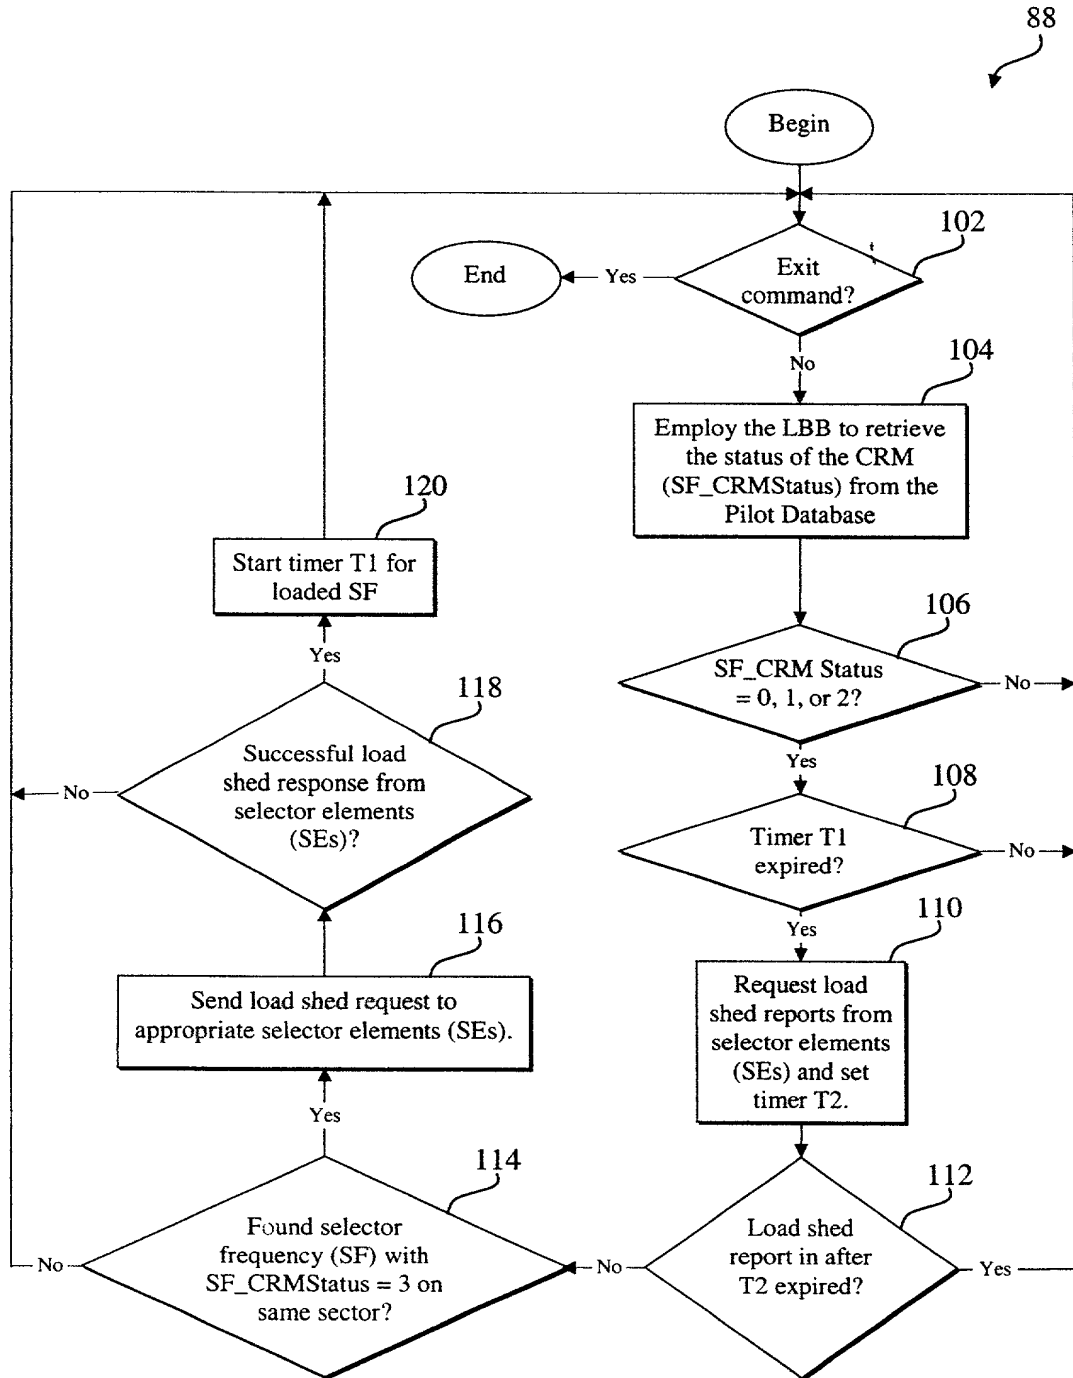 88
Begin
102
Exit
command?
Yes
End
No
104
Employ the LBB to retrieve
the status of the CRM
(SF_CRMStatus) from the
Pilot Database
120
Start timer T1 for
loaded SF
106
SF_CRM Status
= 0, 1, or 2?
No
Yes
Yes
118
Successful load
shed response from
selector elements
(SEs)?
No
108
Timer T1
expired?
No
Yes
110
Request load
shed reports from
selector elements
(SEs) and set
timer T2.
116
Send load shed request to
appropriate selector elements (SEs).
Yes
114
Found selector
frequency (SF) with
SF_CRMStatus = 3 on
same sector?
No
112
Load shed
report in after
T2 expired?
No
Yes